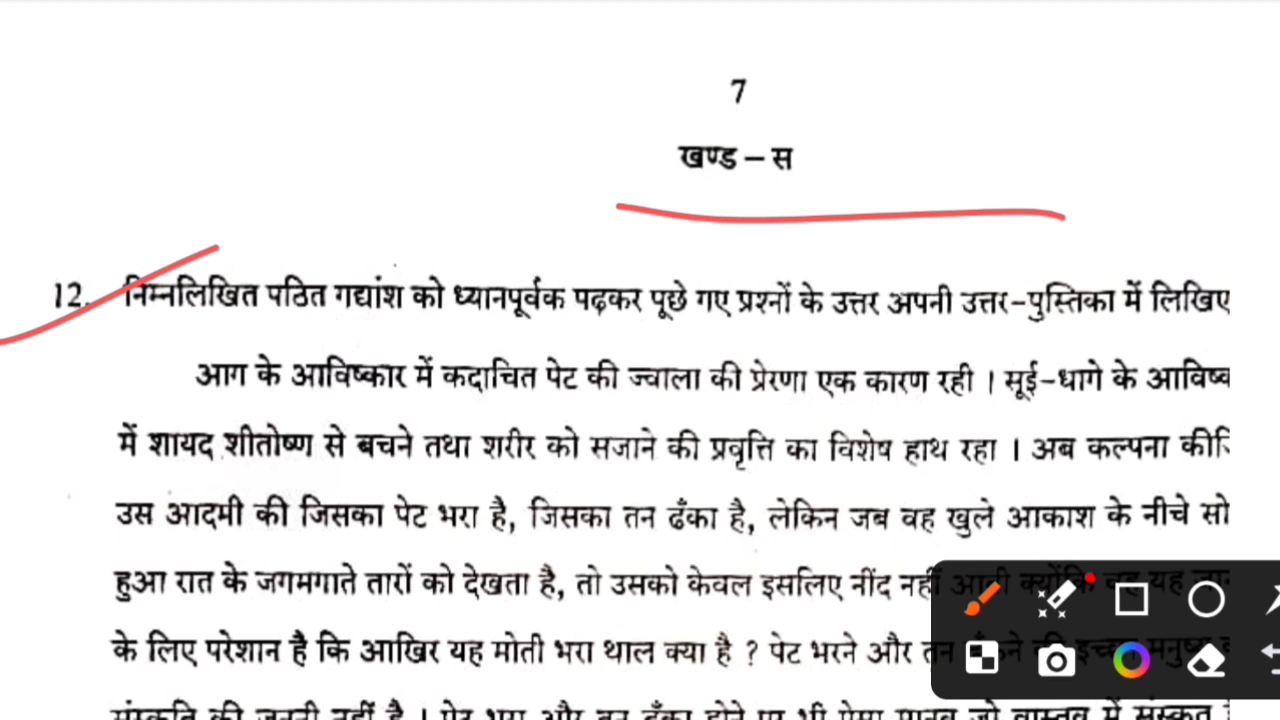 7
खण्ड – स
12. निम्नलिखित पठित गद्यांश को ध्यानपूर्वक पढ़कर पूछे गए प्रश्नों के उत्तर अपनी उत्तर-पुस्तिका में लिखिए
आग के आविष्कार में कदाचित पेट की ज्वाला की प्रेरणा एक कारण रही । सूई-धागे के
में शायद शीतोष्ण से बचने तथा शरीर को सजाने की प्रवृत्ति का विशेष हाथ रहा । अब कल्पना
उस आदमी की जिसका पेट भरा है, जिसका तन ढँका है, लेकिन जब वह खुले आकाश के नीचे
हुआ रात के जगमगाते तारों को देखता है, तो उसको केवल इसलिए नींद नहीं
के लिए परेशान है कि आखिर यह मोती भरा थाल क्या है ? पेट भरने और